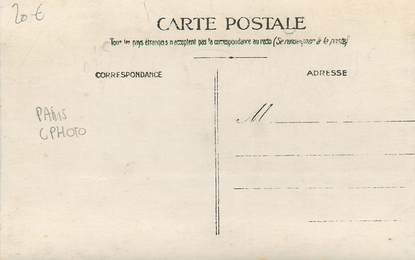 20 €
CARTE POSTALE
Tous les pays étrangers n'acceptent pas la correspondance au recto (Se renseigner à la poste)
CORRESPONDANCE
ADRESSE
M
PARIS
CPHOTO